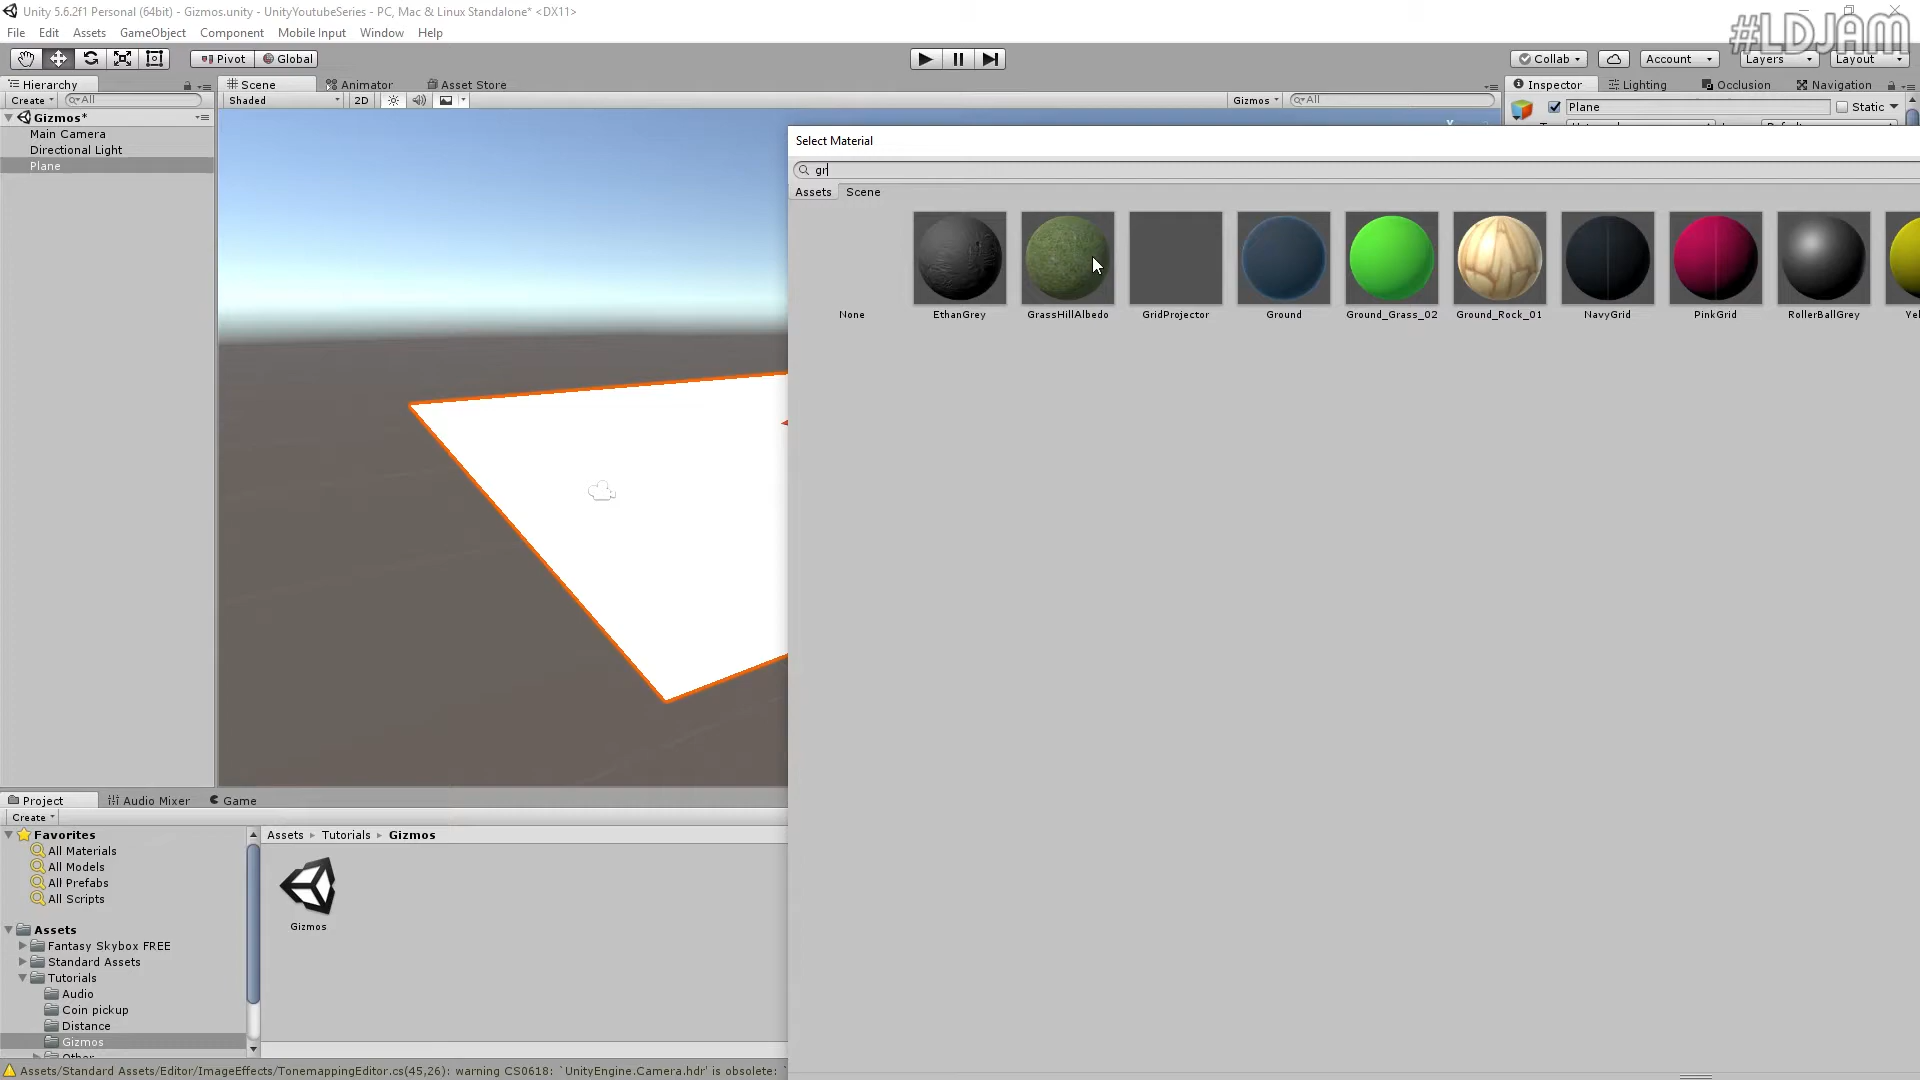 Unity 5.6.2f1 Personal (64bit) - Gizmos.unity - UnityYoutubeSeries - PC, Mac & Linux Standalone* <DX11>
#LDJAM
File Edit Assets GameObject Component Mobile Input Window Help
Pivot Global Collab Account Layers Layout
Hierarchy Scene Animator Asset Store Inspector Lighting Occlusion Navigation
Create All Shaded 2D Gizmos All Plane Static
Gizmos*
Main Camera
Directional Light
Plane
Select Material
gr
Assets Scene
None EthanGrey GrassHillAlbedo GridProjector Ground Ground_Grass_02 Ground_Rock_01 NavyGrid PinkGrid RollerBallGrey Yel
Project Audio Mixer Game
Create
Favorites
All Materials
All Models
All Prefabs
All Scripts
Assets
Fantasy Skybox FREE
Standard Assets
Tutorials
Audio
Coin pickup
Distance
Gizmos
Other
Assets Tutorials Gizmos
Gizmos
Assets/Standard Assets/Editor/ImageEffects/TonemappingEditor.cs(45,26): warning CS0618: `UnityEngine.Camera.hdr' is obsolete: `